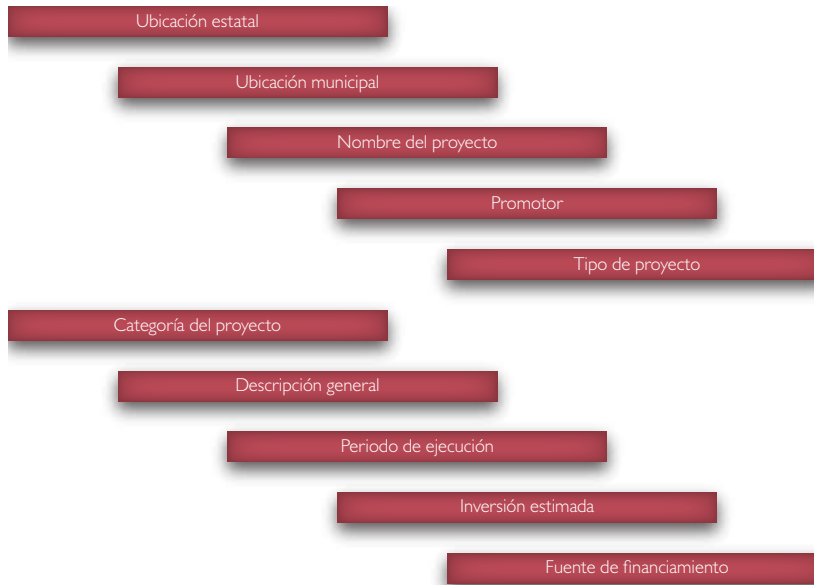 Ubicación estatal
Ubicación municipal
Nombre del proyecto
Promotor
Tipo de proyecto
Categoría del proyecto
Descripción general
Periodo de ejecución
Inversión estimada
Fuente de financiamiento